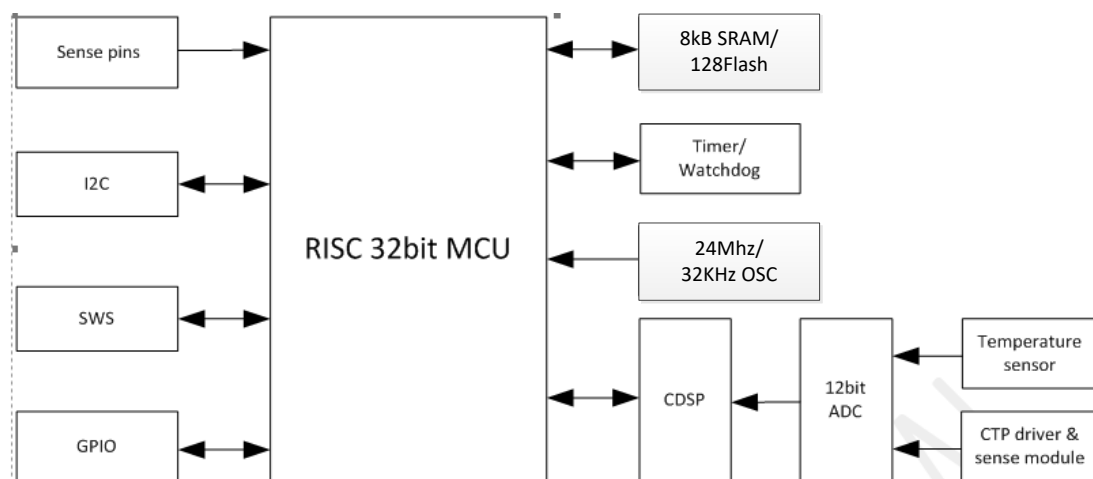 Sense pins
I2C
SWS
GPIO
RISC 32bit MCU
8kB SRAM/
128Flash
Timer/
Watchdog
24Mhz/
32KHz OSC
CDSP
12bit
ADC
Temperature
sensor
CTP driver &
sense module